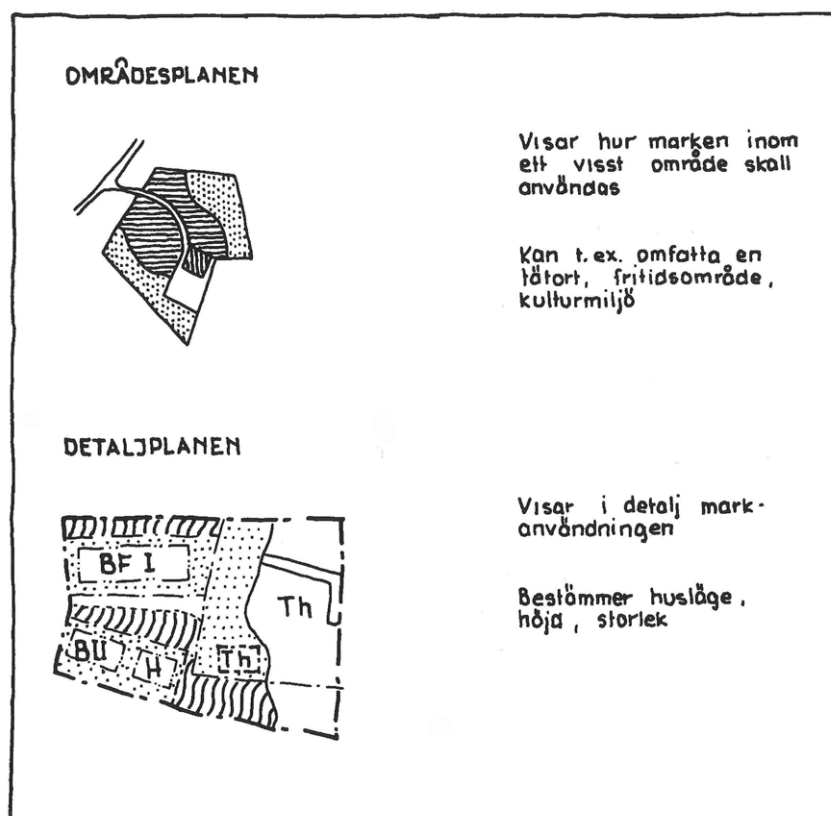 OMRÅDESPLANEN
Visar hur marken inom
ett visst område skall
användas
Kan t.ex. omfatta en
tätort, fritidsområde,
kulturmiljö
DETALJPLANEN
Visar i detalj mark-
användningen
Bestämmer husläge,
höjd, storlek
BF I
Th
BII
H
Th